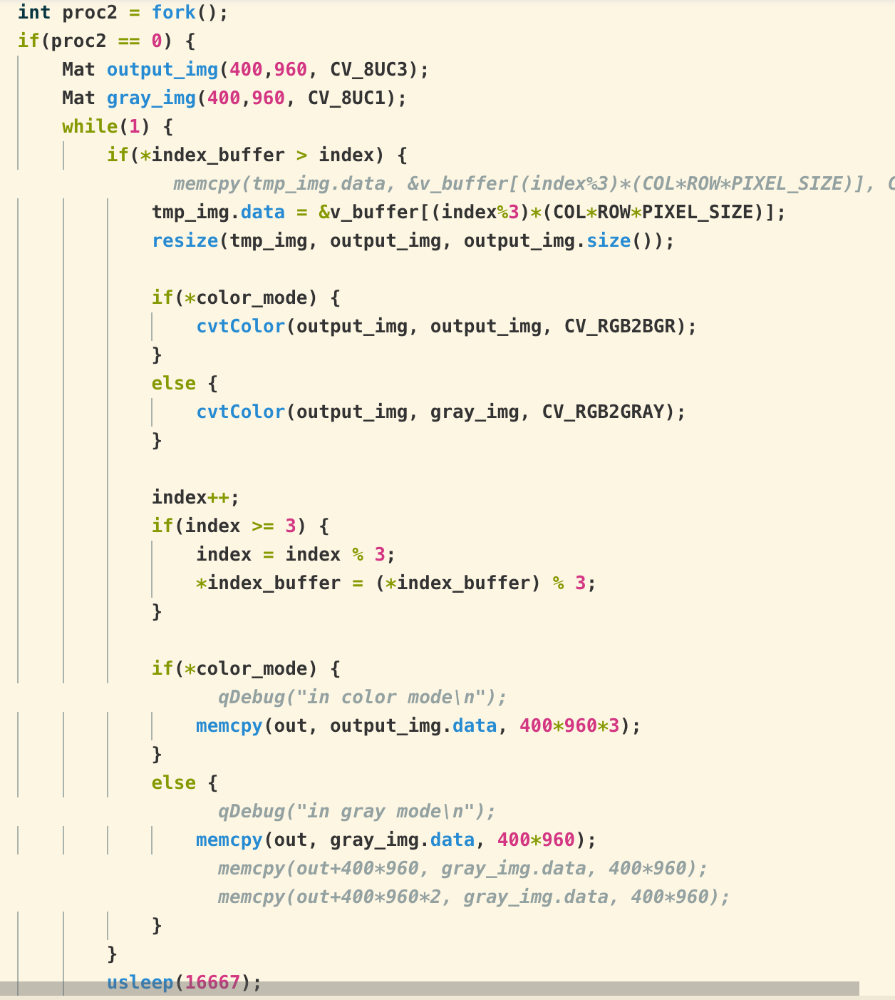 int proc2 = fork();
if(proc2 == 0) {
    Mat output_img(400,960, CV_8UC3);
    Mat gray_img(400,960, CV_8UC1);
    while(1) {
        if(*index_buffer > index) {
              memcpy(tmp_img.data, &v_buffer[(index%3)*(COL*ROW*PIXEL_SIZE)], C
            tmp_img.data = &v_buffer[(index%3)*(COL*ROW*PIXEL_SIZE)];
            resize(tmp_img, output_img, output_img.size());

            if(*color_mode) {
                cvtColor(output_img, output_img, CV_RGB2BGR);
            }
            else {
                cvtColor(output_img, gray_img, CV_RGB2GRAY);
            }

            index++;
            if(index >= 3) {
                index = index % 3;
                *index_buffer = (*index_buffer) % 3;
            }

            if(*color_mode) {
                  qDebug("in color mode\n");
                memcpy(out, output_img.data, 400*960*3);
            }
            else {
                  qDebug("in gray mode\n");
                memcpy(out, gray_img.data, 400*960);
                  memcpy(out+400*960, gray_img.data, 400*960);
                  memcpy(out+400*960*2, gray_img.data, 400*960);
            }
        }
        usleep(16667);